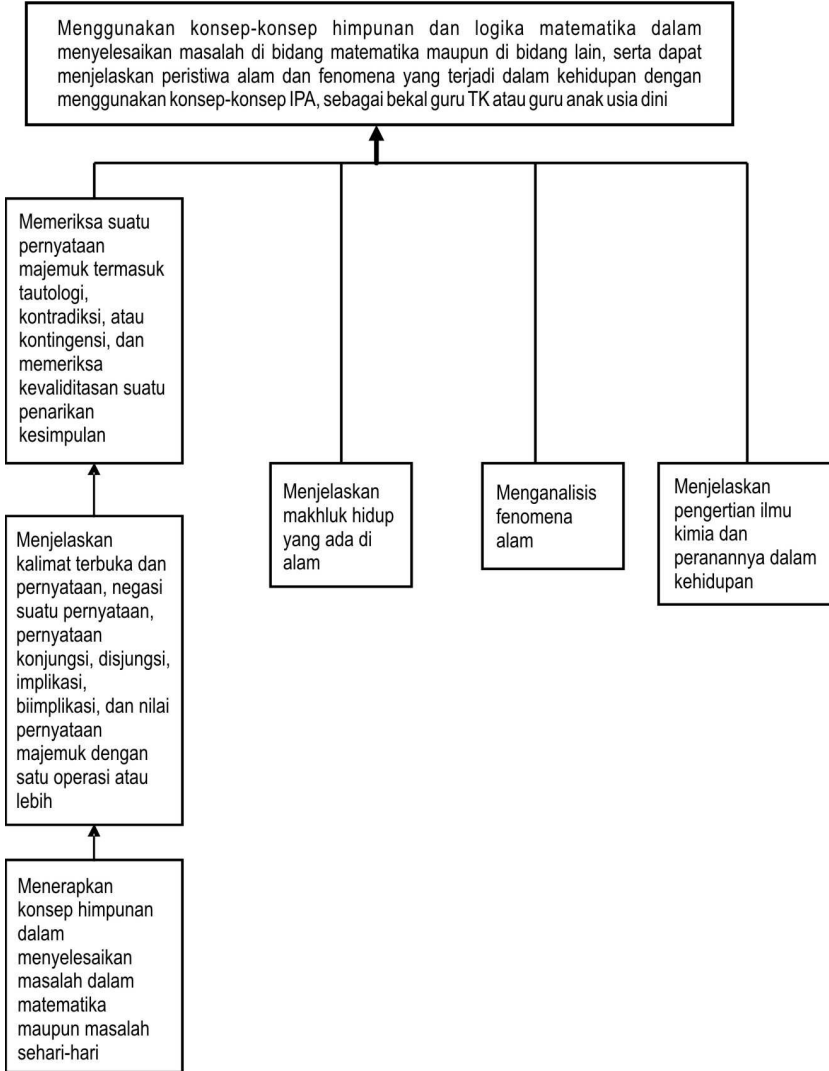 Menggunakan konsep-konsep himpunan dan logika matematika dalam
menyelesaikan masalah di bidang matematika maupun di bidang lain, serta dapat
menjelaskan peristiwa alam dan fenomena yang terjadi dalam kehidupan dengan
menggunakan konsep-konsep IPA, sebagai bekal guru TK atau guru anak usia dini
Memeriksa suatu
pernyataan
majemuk termasuk
tautologi,
kontradiksi, atau
kontingensi, dan
memeriksa
kevaliditasan suatu
penarikan
kesimpulan
Menjelaskan
kalimat terbuka dan
pernyataan, negasi
suatu pernyataan,
pernyataan
konjungsi, disjungsi,
implikasi,
biimplikasi, dan nilai
pernyataan
majemuk dengan
satu operasi atau
lebih
Menerapkan
konsep himpunan
dalam
menyelesaikan
masalah dalam
matematika
maupun masalah
sehari-hari
Menjelaskan
makhluk hidup
yang ada di
alam
Menganalisis
fenomena
alam
Menjelaskan
pengertian ilmu
kimia dan
peranannya dalam
kehidupan